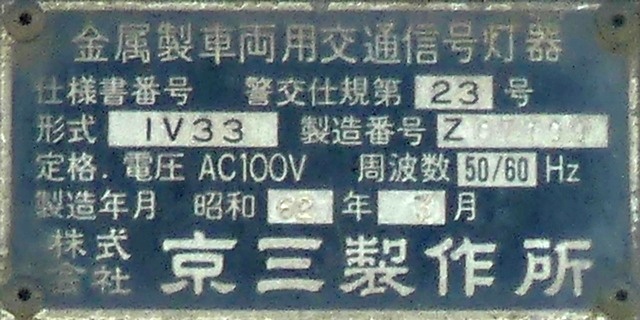 金属製車両用交通信号灯器
仕様書番号 警交仕規第 23 号
形式 1V33 製造番号 Z
定格. 電圧 AC100V 周波数 50/60 Hz
製造年月 昭和 62 年 3 月
株式会社 京三製作所